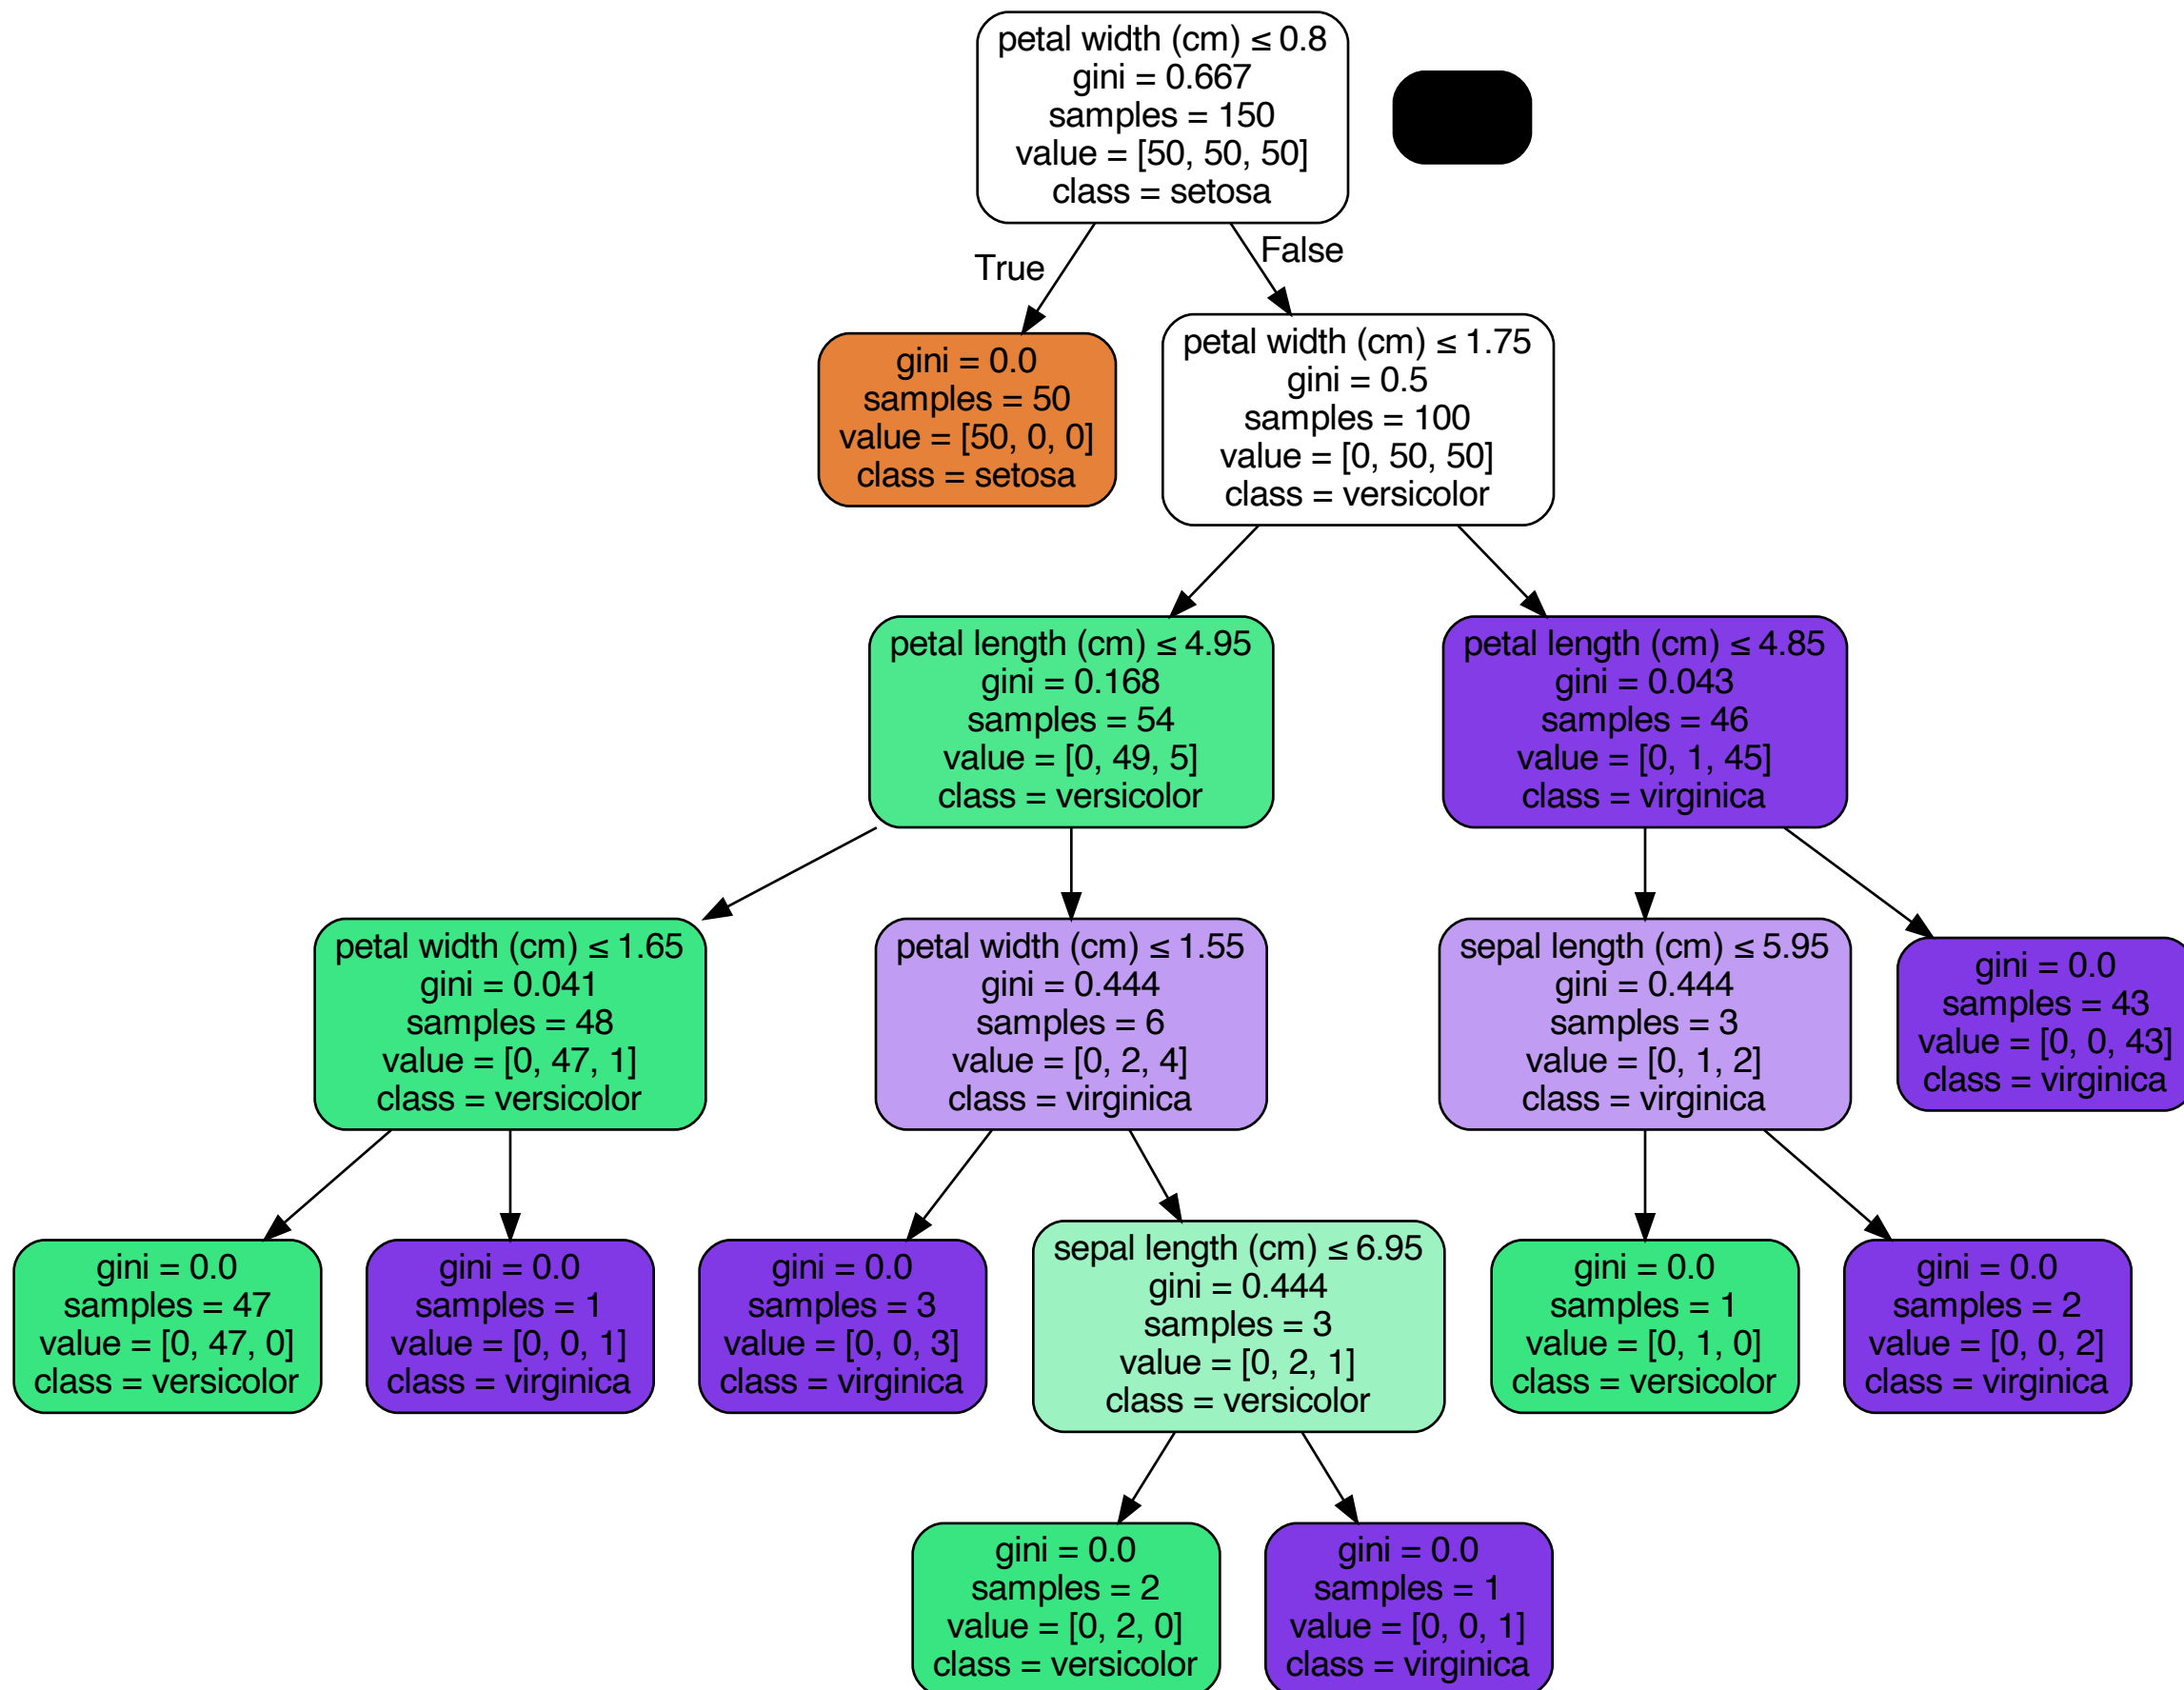 petal width (cm) ≤ 0.8
gini = 0.667
samples = 150
value = [50, 50, 50]
class = setosa
True
False
gini = 0.0
samples = 50
value = [50, 0, 0]
class = setosa
petal width (cm) ≤ 1.75
gini = 0.5
samples = 100
value = [0, 50, 50]
class = versicolor
petal length (cm) ≤ 4.95
gini = 0.168
samples = 54
value = [0, 49, 5]
class = versicolor
petal length (cm) ≤ 4.85
gini = 0.043
samples = 46
value = [0, 1, 45]
class = virginica
petal width (cm) ≤ 1.65
gini = 0.041
samples = 48
value = [0, 47, 1]
class = versicolor
petal width (cm) ≤ 1.55
gini = 0.444
samples = 6
value = [0, 2, 4]
class = virginica
sepal length (cm) ≤ 5.95
gini = 0.444
samples = 3
value = [0, 1, 2]
class = virginica
gini = 0.0
samples = 43
value = [0, 0, 43]
class = virginica
gini = 0.0
samples = 47
value = [0, 47, 0]
class = versicolor
gini = 0.0
samples = 1
value = [0, 0, 1]
class = virginica
gini = 0.0
samples = 3
value = [0, 0, 3]
class = virginica
sepal length (cm) ≤ 6.95
gini = 0.444
samples = 3
value = [0, 2, 1]
class = versicolor
gini = 0.0
samples = 1
value = [0, 1, 0]
class = versicolor
gini = 0.0
samples = 2
value = [0, 0, 2]
class = virginica
gini = 0.0
samples = 2
value = [0, 2, 0]
class = versicolor
gini = 0.0
samples = 1
value = [0, 0, 1]
class = virginica